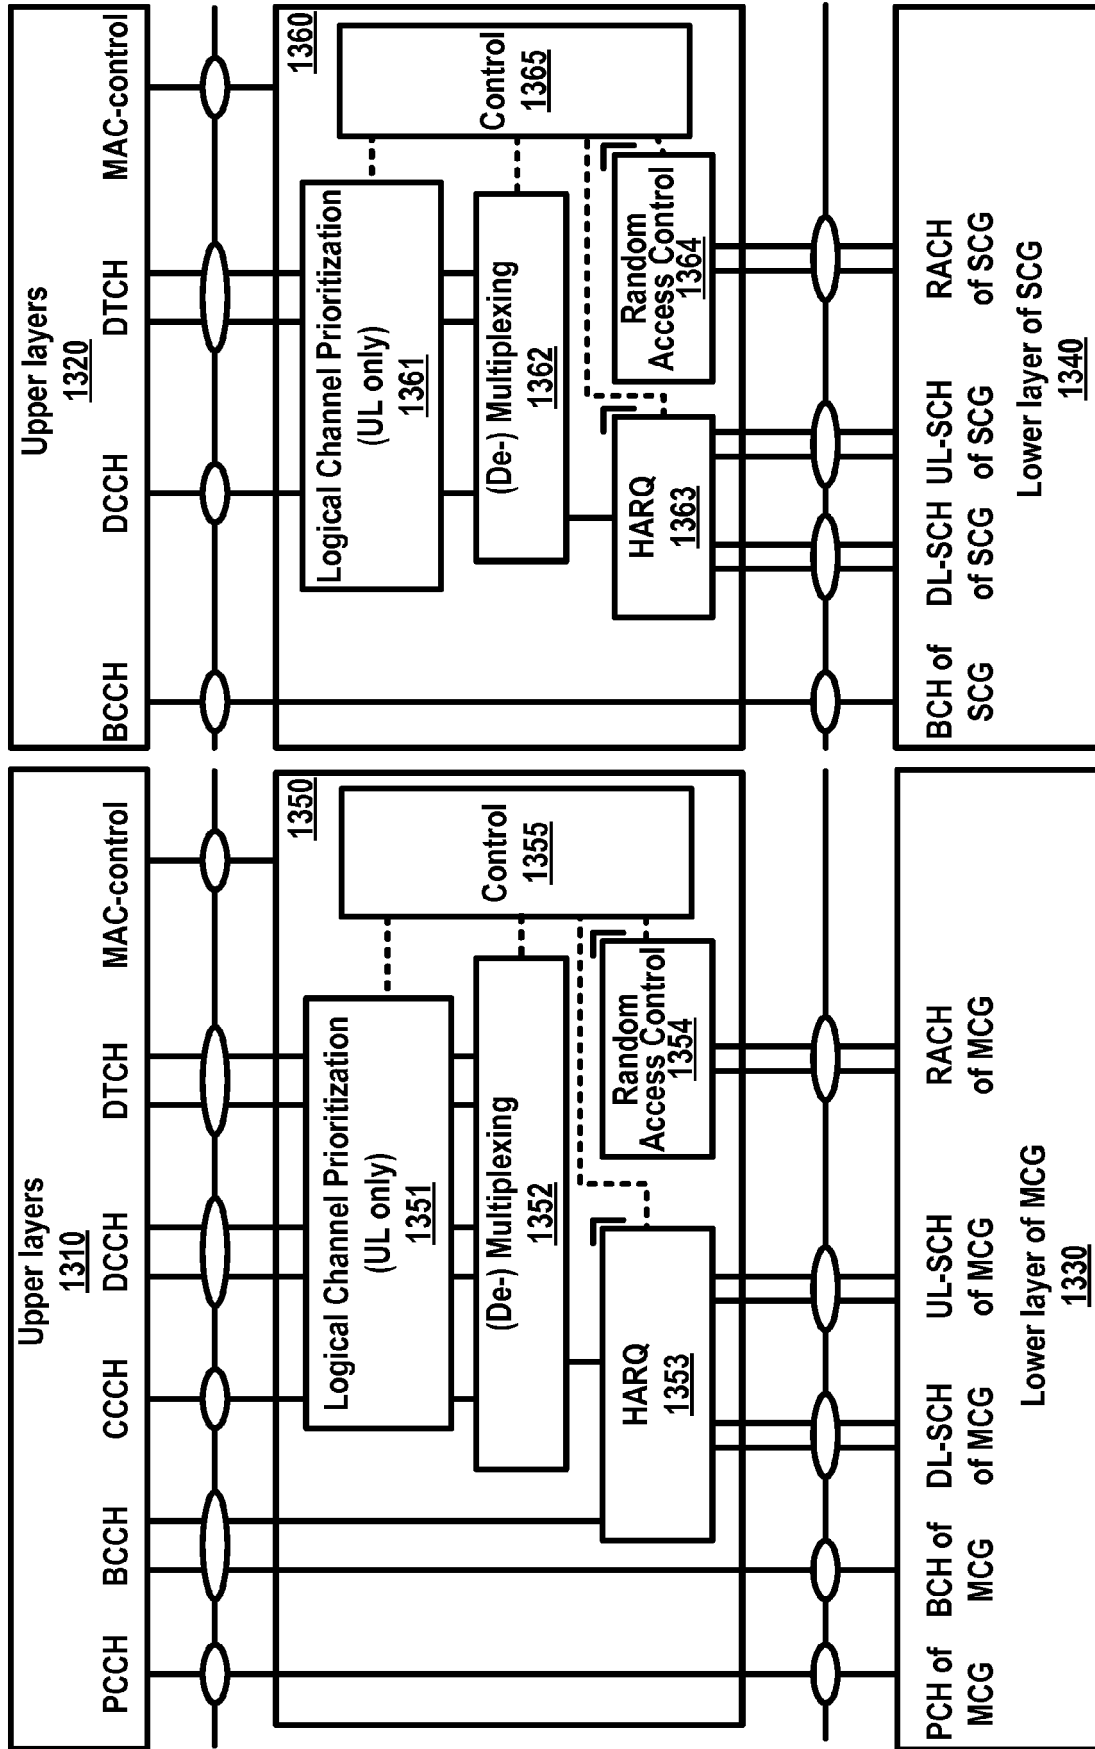 Upper layers
1310
PCCH
BCCH
CCCH
DCCH
DTCH
MAC-control
1350
Logical Channel Prioritization
(UL only)
1351
(De-) Multiplexing
1352
HARQ
1353
Random
Access Control
1354
Control
1355
PCH of
MCG
BCH of
MCG
DL-SCH
of MCG
UL-SCH
of MCG
RACH
of MCG
Lower layer of MCG
1330
Upper layers
1320
BCCH
DCCH
DTCH
MAC-control
1360
Logical Channel Prioritization
(UL only)
1361
(De-) Multiplexing
1362
HARQ
1363
Random
Access Control
1364
Control
1365
BCH of
SCG
DL-SCH
of SCG
UL-SCH
of SCG
RACH
of SCG
Lower layer of SCG
1340